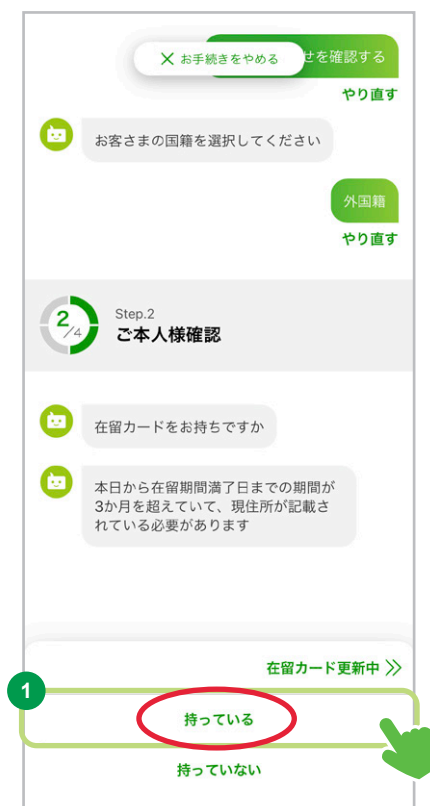 × お手続きをやめる
せを確認する
やり直す
お客さまの国籍を選択してください
外国籍
やり直す
2/4
Step.2
ご本人様確認
在留カードをお持ちですか
本日から在留期間満了日までの期間が
3か月を超えていて、現住所が記載さ
れている必要があります
在留カード更新中 》
1
持っている
持っていない